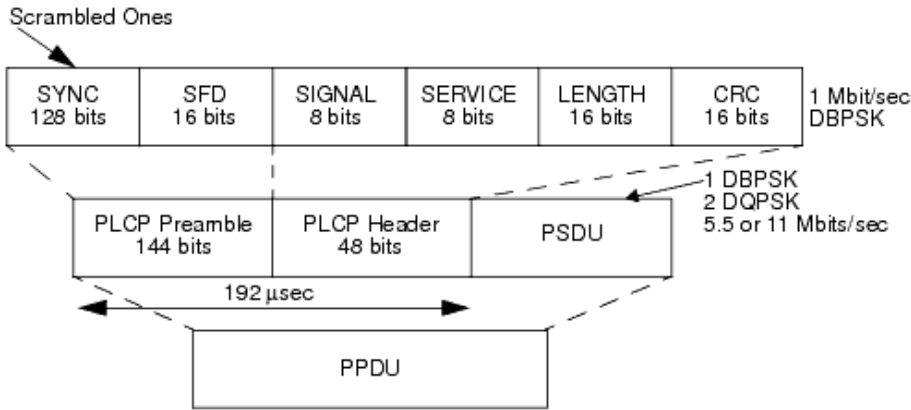 Scrambled Ones
SYNC
128 bits
SFD
16 bits
SIGNAL
8 bits
SERVICE
8 bits
LENGTH
16 bits
CRC
16 bits
1 Mbit/sec
DBPSK
1 DBPSK
2 DQPSK
5.5 or 11 Mbits/sec
PLCP Preamble
144 bits
PLCP Header
48 bits
PSDU
192 μsec
PPDU